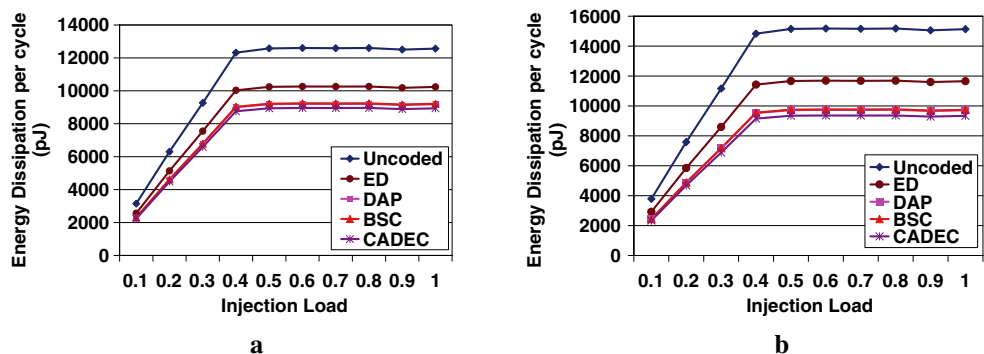 Energy Dissipation per cycle
(pJ)
14000
12000
10000
8000
6000
4000
2000
0
0.1 0.2 0.3 0.4 0.5 0.6 0.7 0.8 0.9 1
Injection Load
Uncoded
ED
DAP
BSC
CADEC
a
Energy Dissipation per cycle
(pJ)
16000
14000
12000
10000
8000
6000
4000
2000
0
0.1 0.2 0.3 0.4 0.5 0.6 0.7 0.8 0.9 1
Injection Load
Uncoded
ED
DAP
BSC
CADEC
b